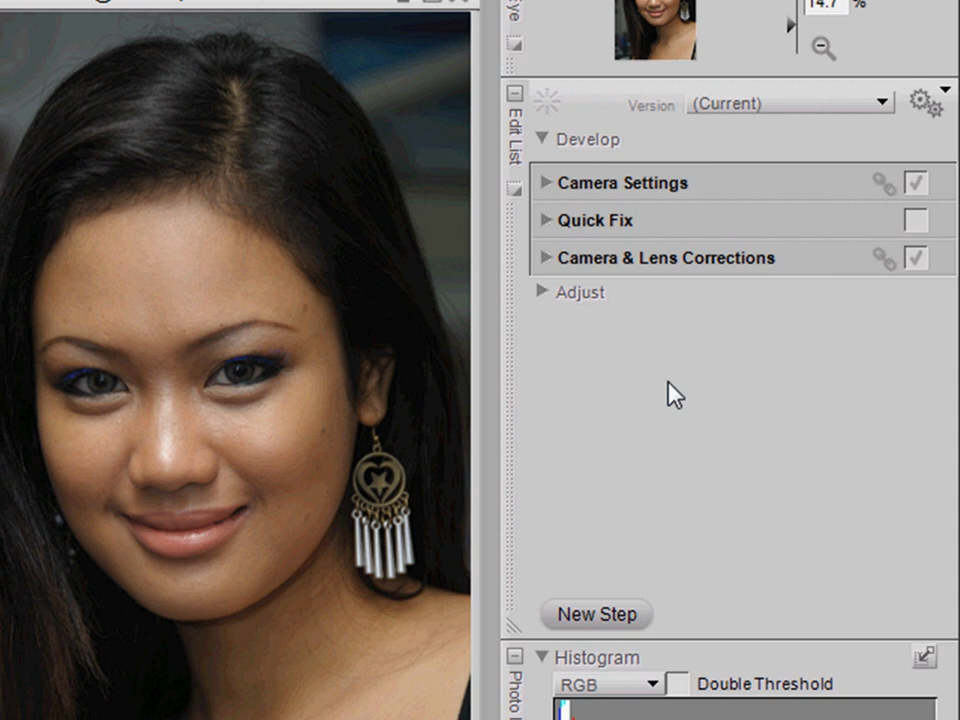 14.7 %
Eye
Version (Current)
Edit List
Develop
Camera Settings
Quick Fix
Camera & Lens Corrections
Adjust
New Step
Histogram
Photo
RGB Double Threshold